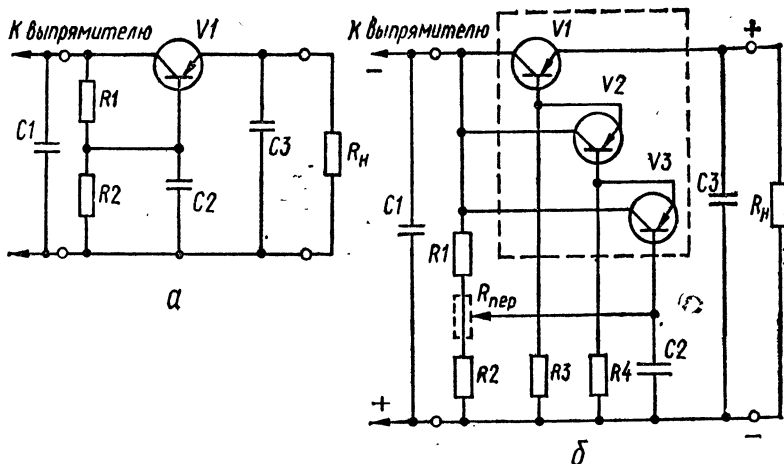 К выпрямителю
V1
R1
C1
R2
C2
C3
Rн
а
К выпрямителю
−
V1
+
V2
V3
C3
Rн
C1
R1
Rпер
C2
R2
R3
R4
+
−
б